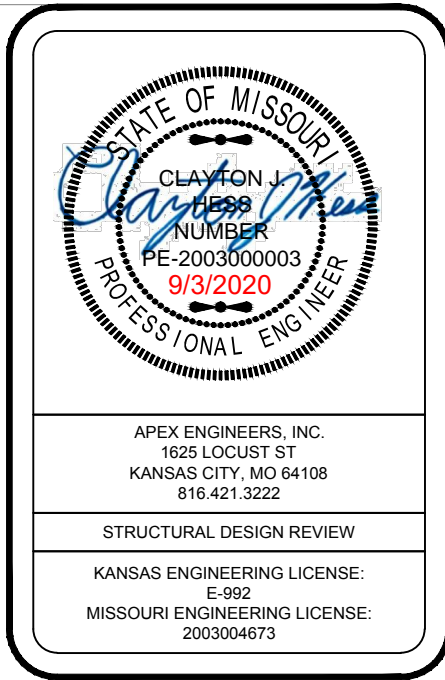 STATE OF MISSOURI
CLAYTON J.
HESS
NUMBER
PE-2003000003
9/3/2020
PROFESSIONAL ENGINEER
Clayton J Hess
APEX ENGINEERS, INC.
1625 LOCUST ST
KANSAS CITY, MO 64108
816.421.3222
STRUCTURAL DESIGN REVIEW
KANSAS ENGINEERING LICENSE:
E-992
MISSOURI ENGINEERING LICENSE:
2003004673